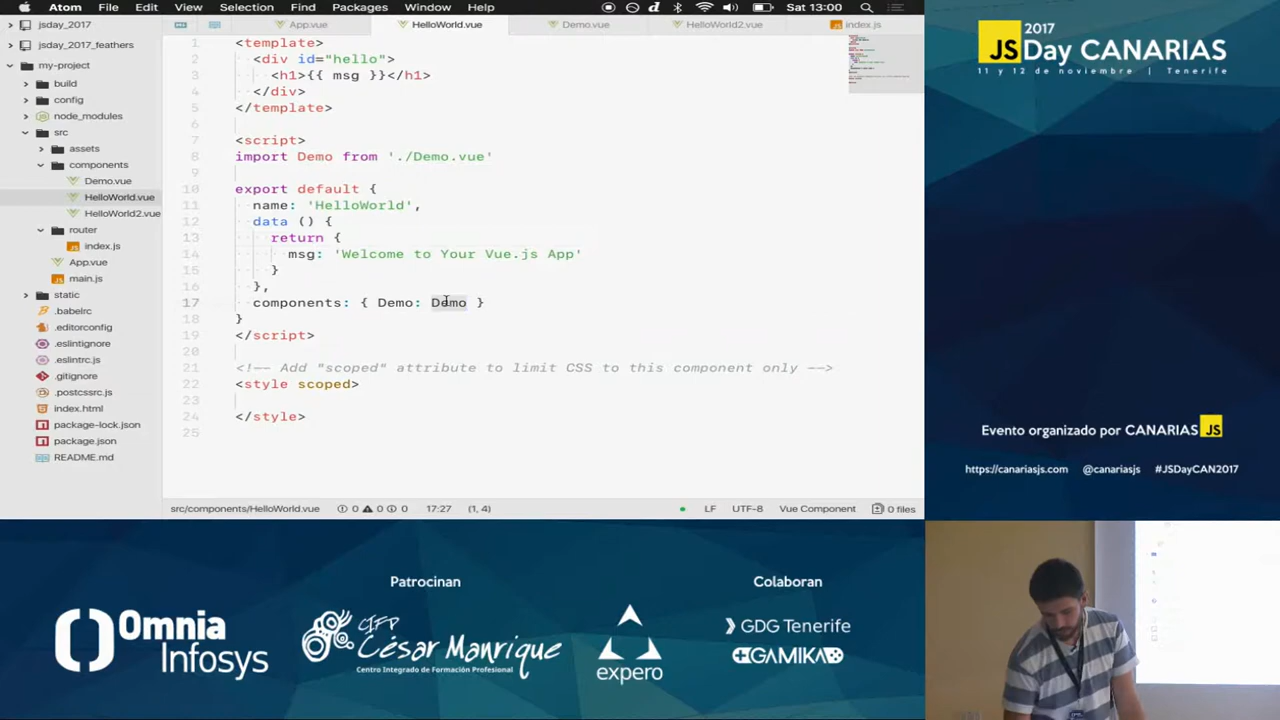 Atom File Edit View Selection Find Packages Window Help
Sat 13:00
jsday_2017
jsday_2017_feathers
my-project
build
config
node_modules
src
assets
components
Demo.vue
HelloWorld.vue
HelloWorld2.vue
router
index.js
App.vue
main.js
static
.babelrc
.editorconfig
.eslintignore
.eslintrc.js
.gitignore
.postcssrc.js
index.html
package-lock.json
package.json
README.md
App.vue HelloWorld.vue Demo.vue HelloWorld2.vue index.js
1 <template>
2 <div id="hello">
3 <h1>{{ msg }}</h1>
4 </div>
5 </template>
6
7 <script>
8 import Demo from './Demo.vue'
9
10 export default {
11 name: 'HelloWorld',
12 data () {
13 return {
14 msg: 'Welcome to Your Vue.js App'
15 }
16 },
17 components: { Demo: Demo }
18 }
19 </script>
20
21 <!-- Add "scoped" attribute to limit CSS to this component only -->
22 <style scoped>
23
24 </style>
25
src/components/HelloWorld.vue 0 0 0 17:27 (1, 4) LF UTF-8 Vue Component 0 files
2017
JSDay CANARIAS
11 y 12 de noviembre | Tenerife
Evento organizado por CANARIAS JS
https://canariasjs.com @canariasjs #JSDayCAN2017
Patrocinan
Omnia Infosys
CIFP
César Manrique
Centro Integrado de Formación Profesional
expero
Colaboran
GDG Tenerife
GAMIKA